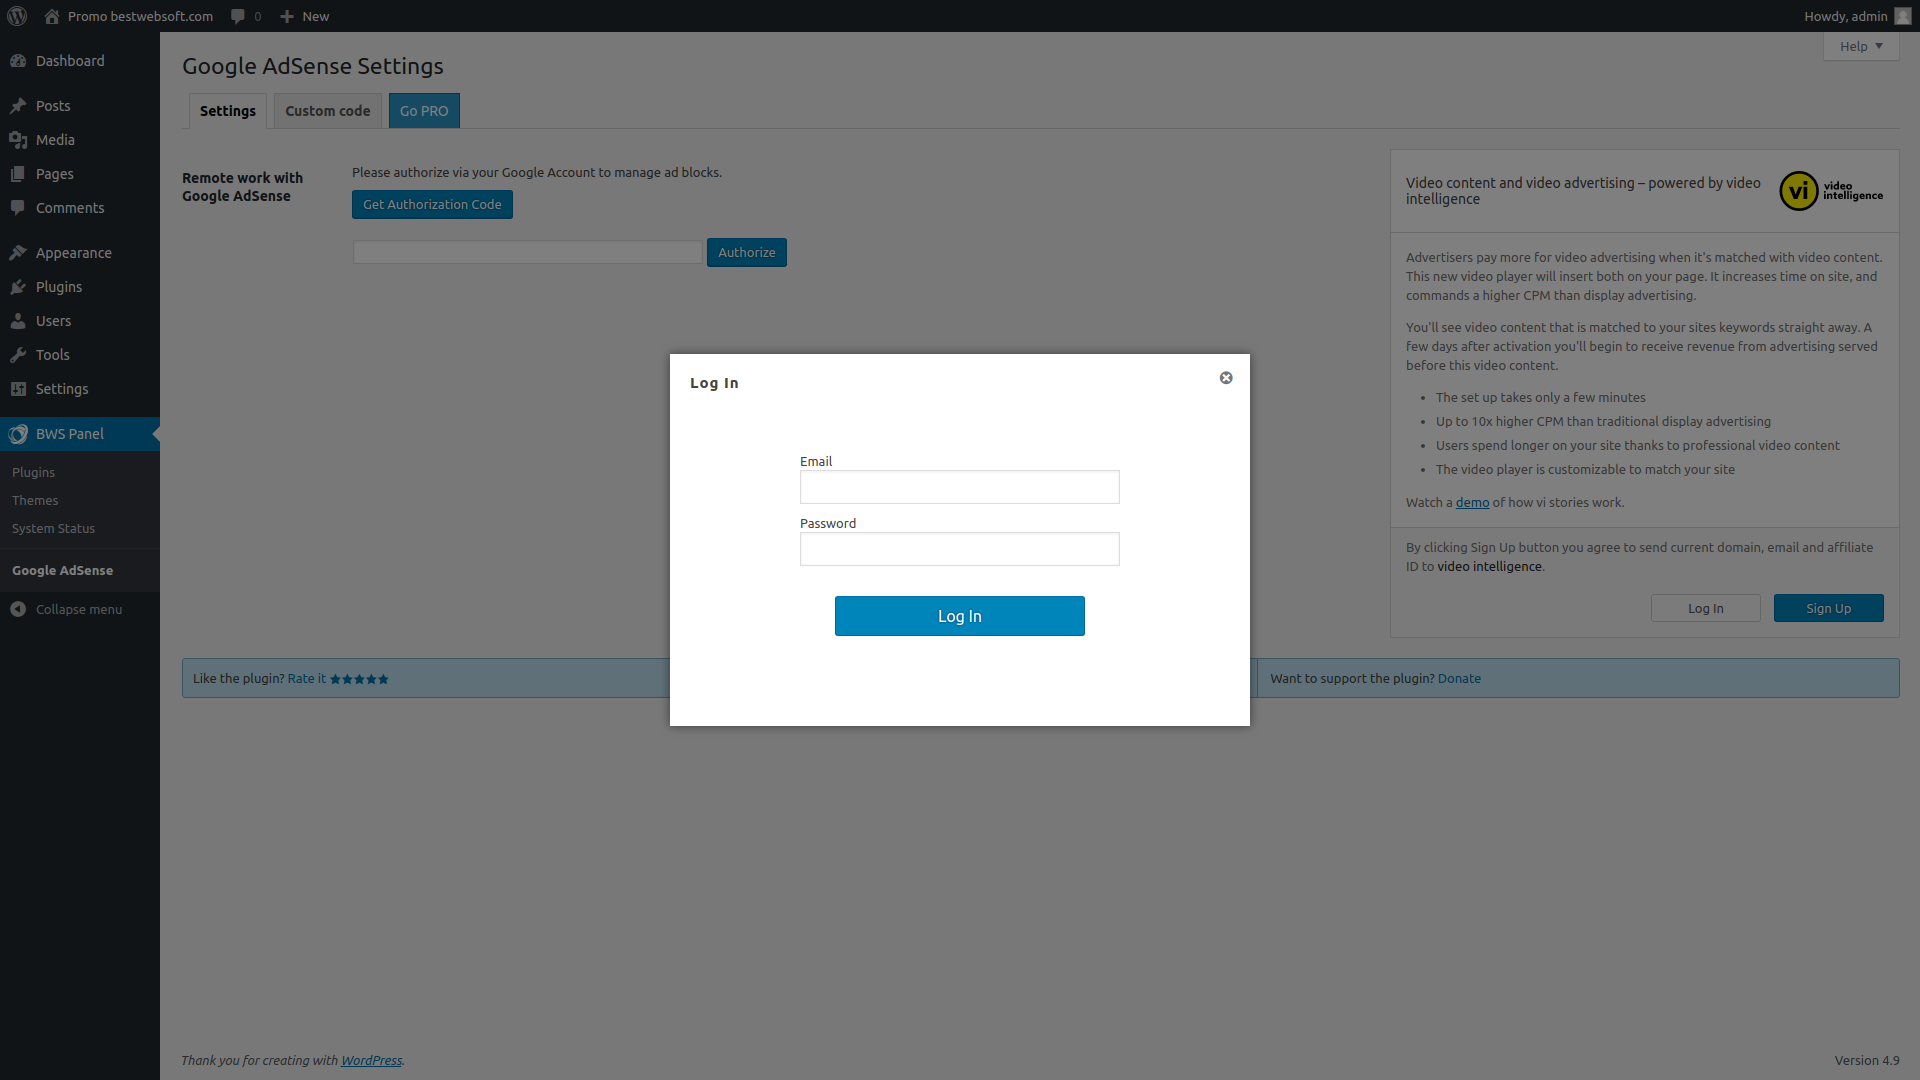 Promo bestwebsoft.com
0
New
Howdy, admin
Dashboard
Posts
Media
Pages
Comments
Appearance
Plugins
Users
Tools
Settings
BWS Panel
Plugins
Themes
System Status
Google AdSense
Collapse menu
Help
Google AdSense Settings
Settings
Custom code
Go PRO
Remote work with
Google AdSense
Please authorize via your Google Account to manage ad blocks.
Get Authorization Code
Authorize
Log In
Email
Password
Log In
Video content and video advertising – powered by video
intelligence
vi
video
intelligence
Advertisers pay more for video advertising when it's matched with video content.
This new video player will insert both on your page. It increases time on site, and
commands a higher CPM than display advertising.
You'll see video content that is matched to your sites keywords straight away. A
few days after activation you'll begin to receive revenue from advertising served
before this video content.
• The set up takes only a few minutes
• Up to 10x higher CPM than traditional display advertising
• Users spend longer on your site thanks to professional video content
• The video player is customizable to match your site
Watch a demo of how vi stories work.
By clicking Sign Up button you agree to send current domain, email and affiliate
ID to video intelligence.
Log In
Sign Up
Like the plugin? Rate it ★★★★★
Want to support the plugin? Donate
Thank you for creating with WordPress.
Version 4.9